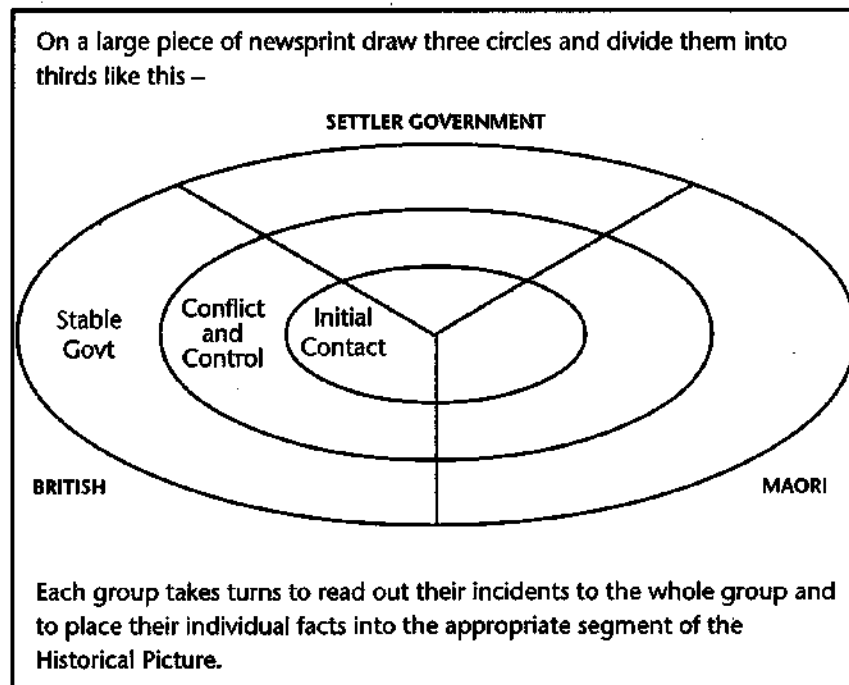 On a large piece of newsprint draw three circles and divide them into
thirds like this –
SETTLER GOVERNMENT
Stable
Govt
Conflict
and
Control
Initial
Contact
BRITISH
MAORI
Each group takes turns to read out their incidents to the whole group and
to place their individual facts into the appropriate segment of the
Historical Picture.